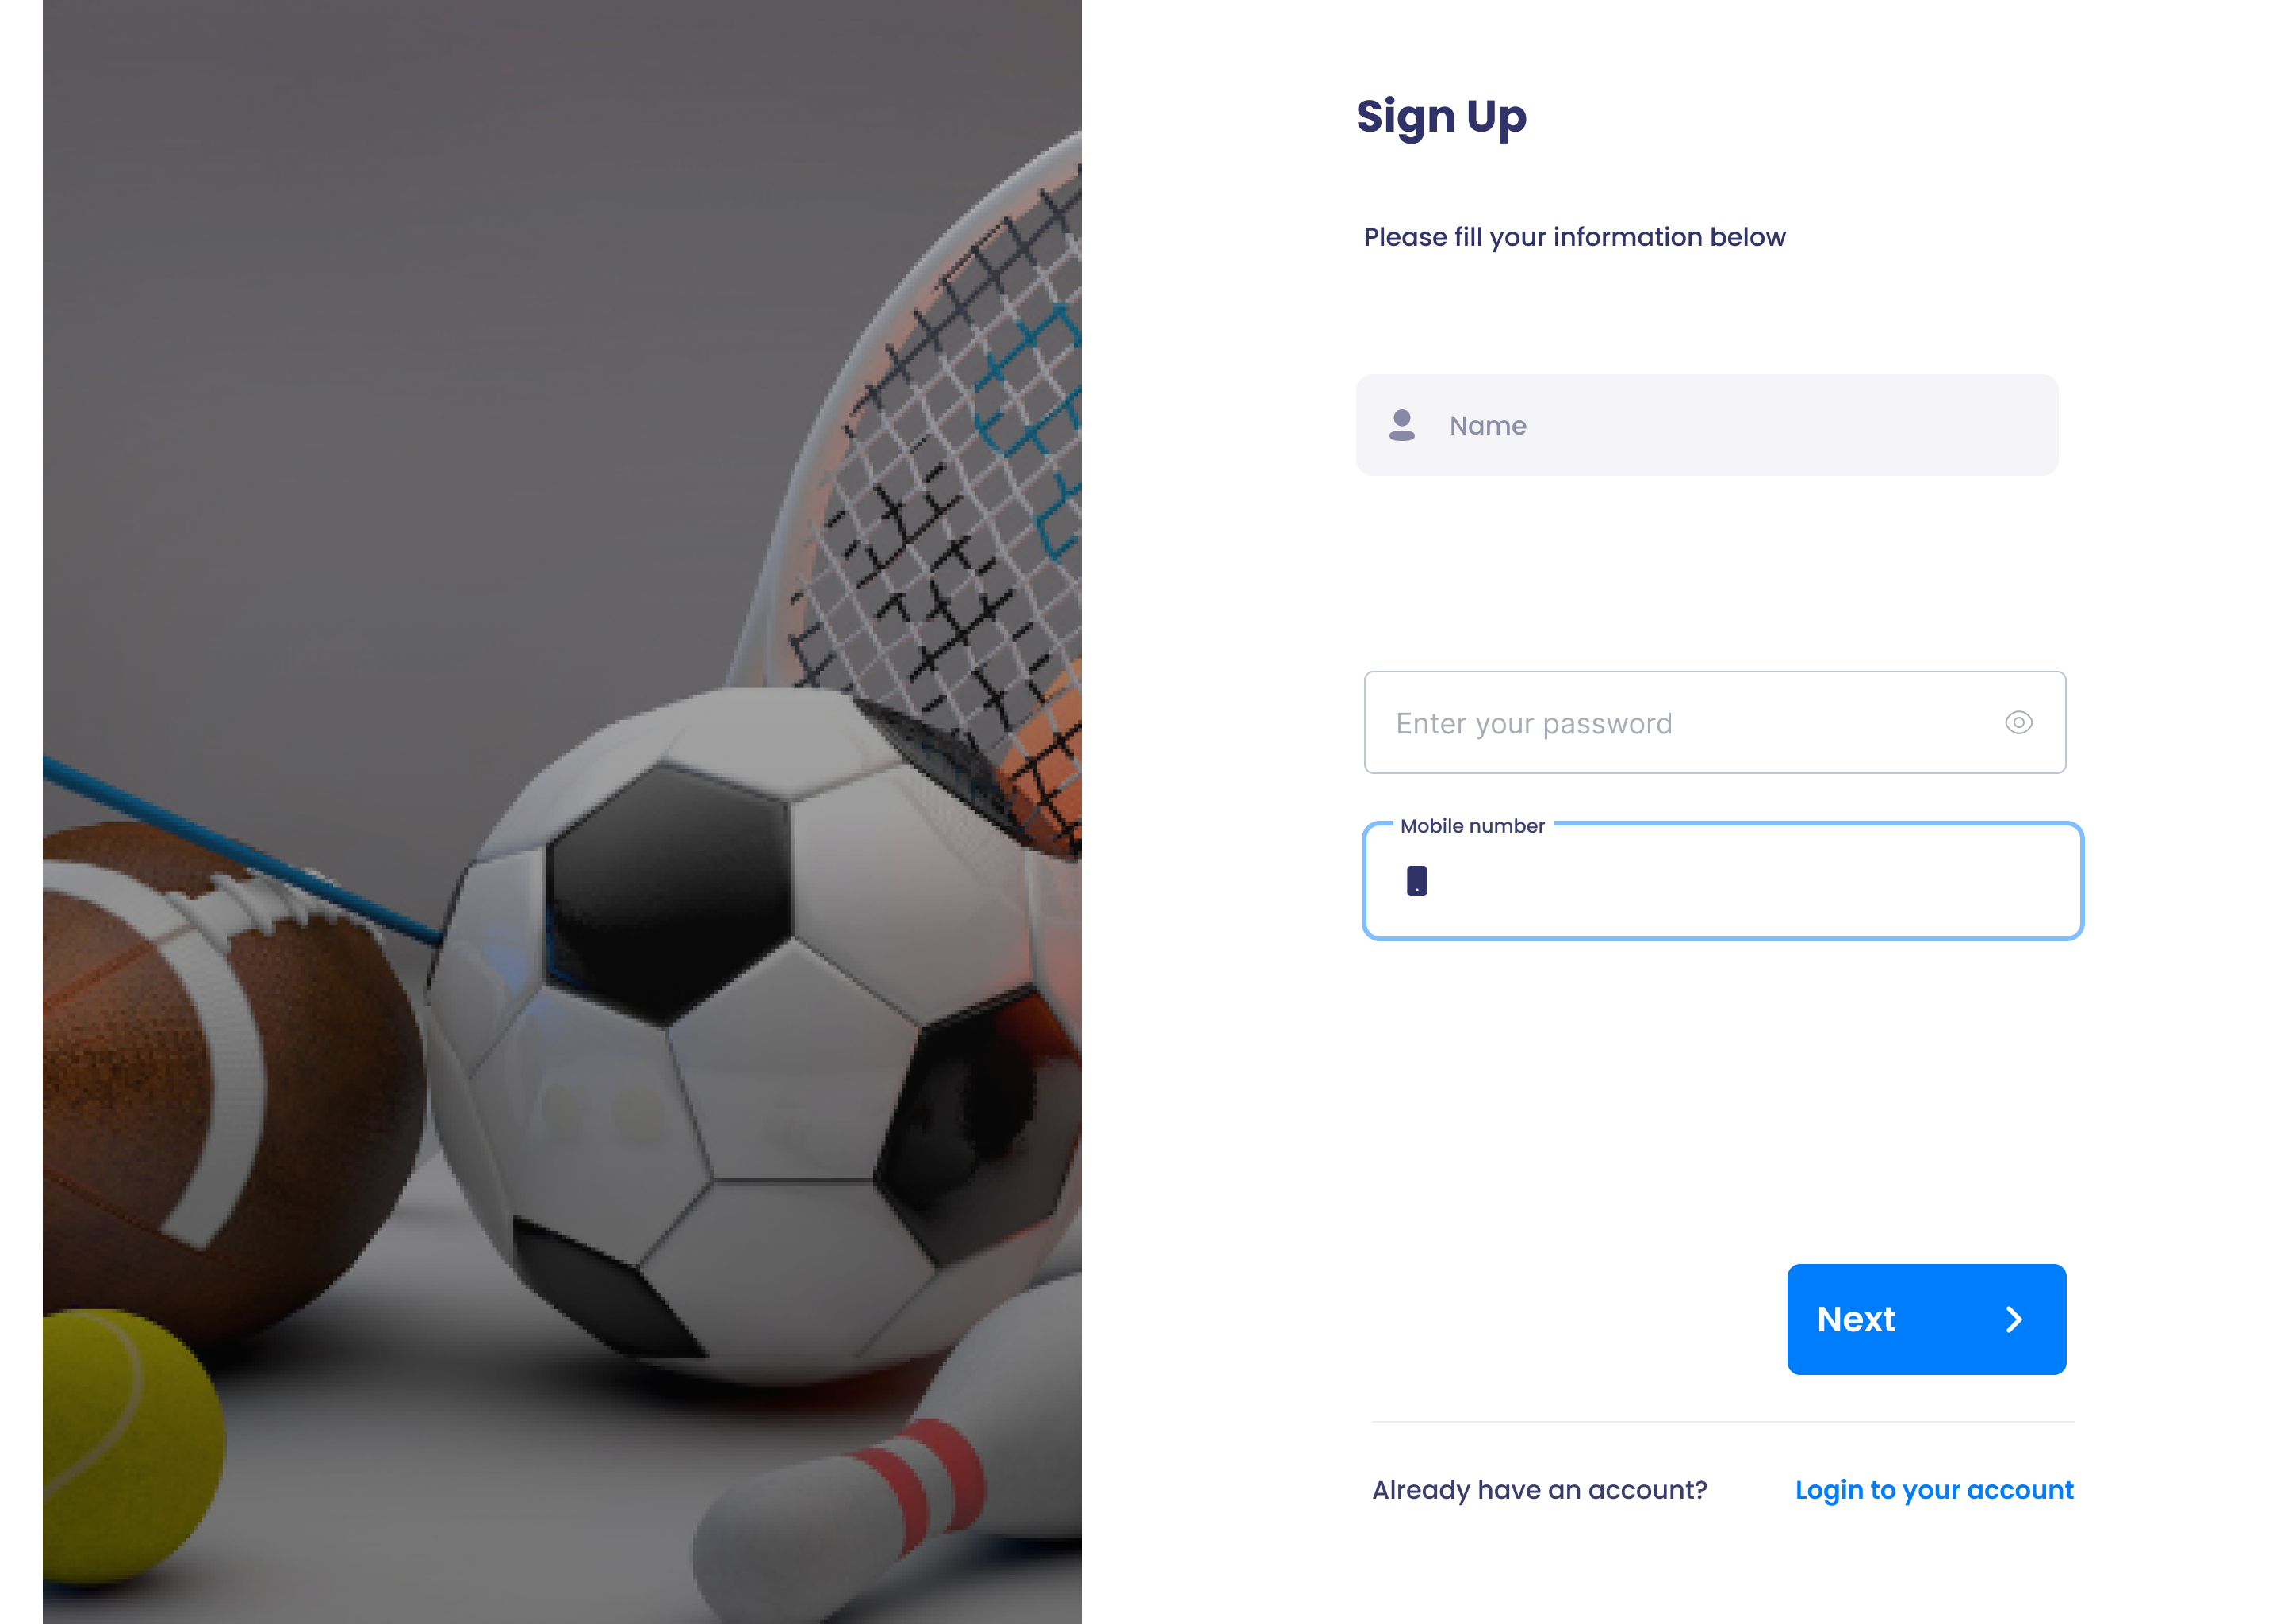 Sign Up
Please fill your information below
Name
Enter your password
Mobile number
Next
Already have an account? Login to your account